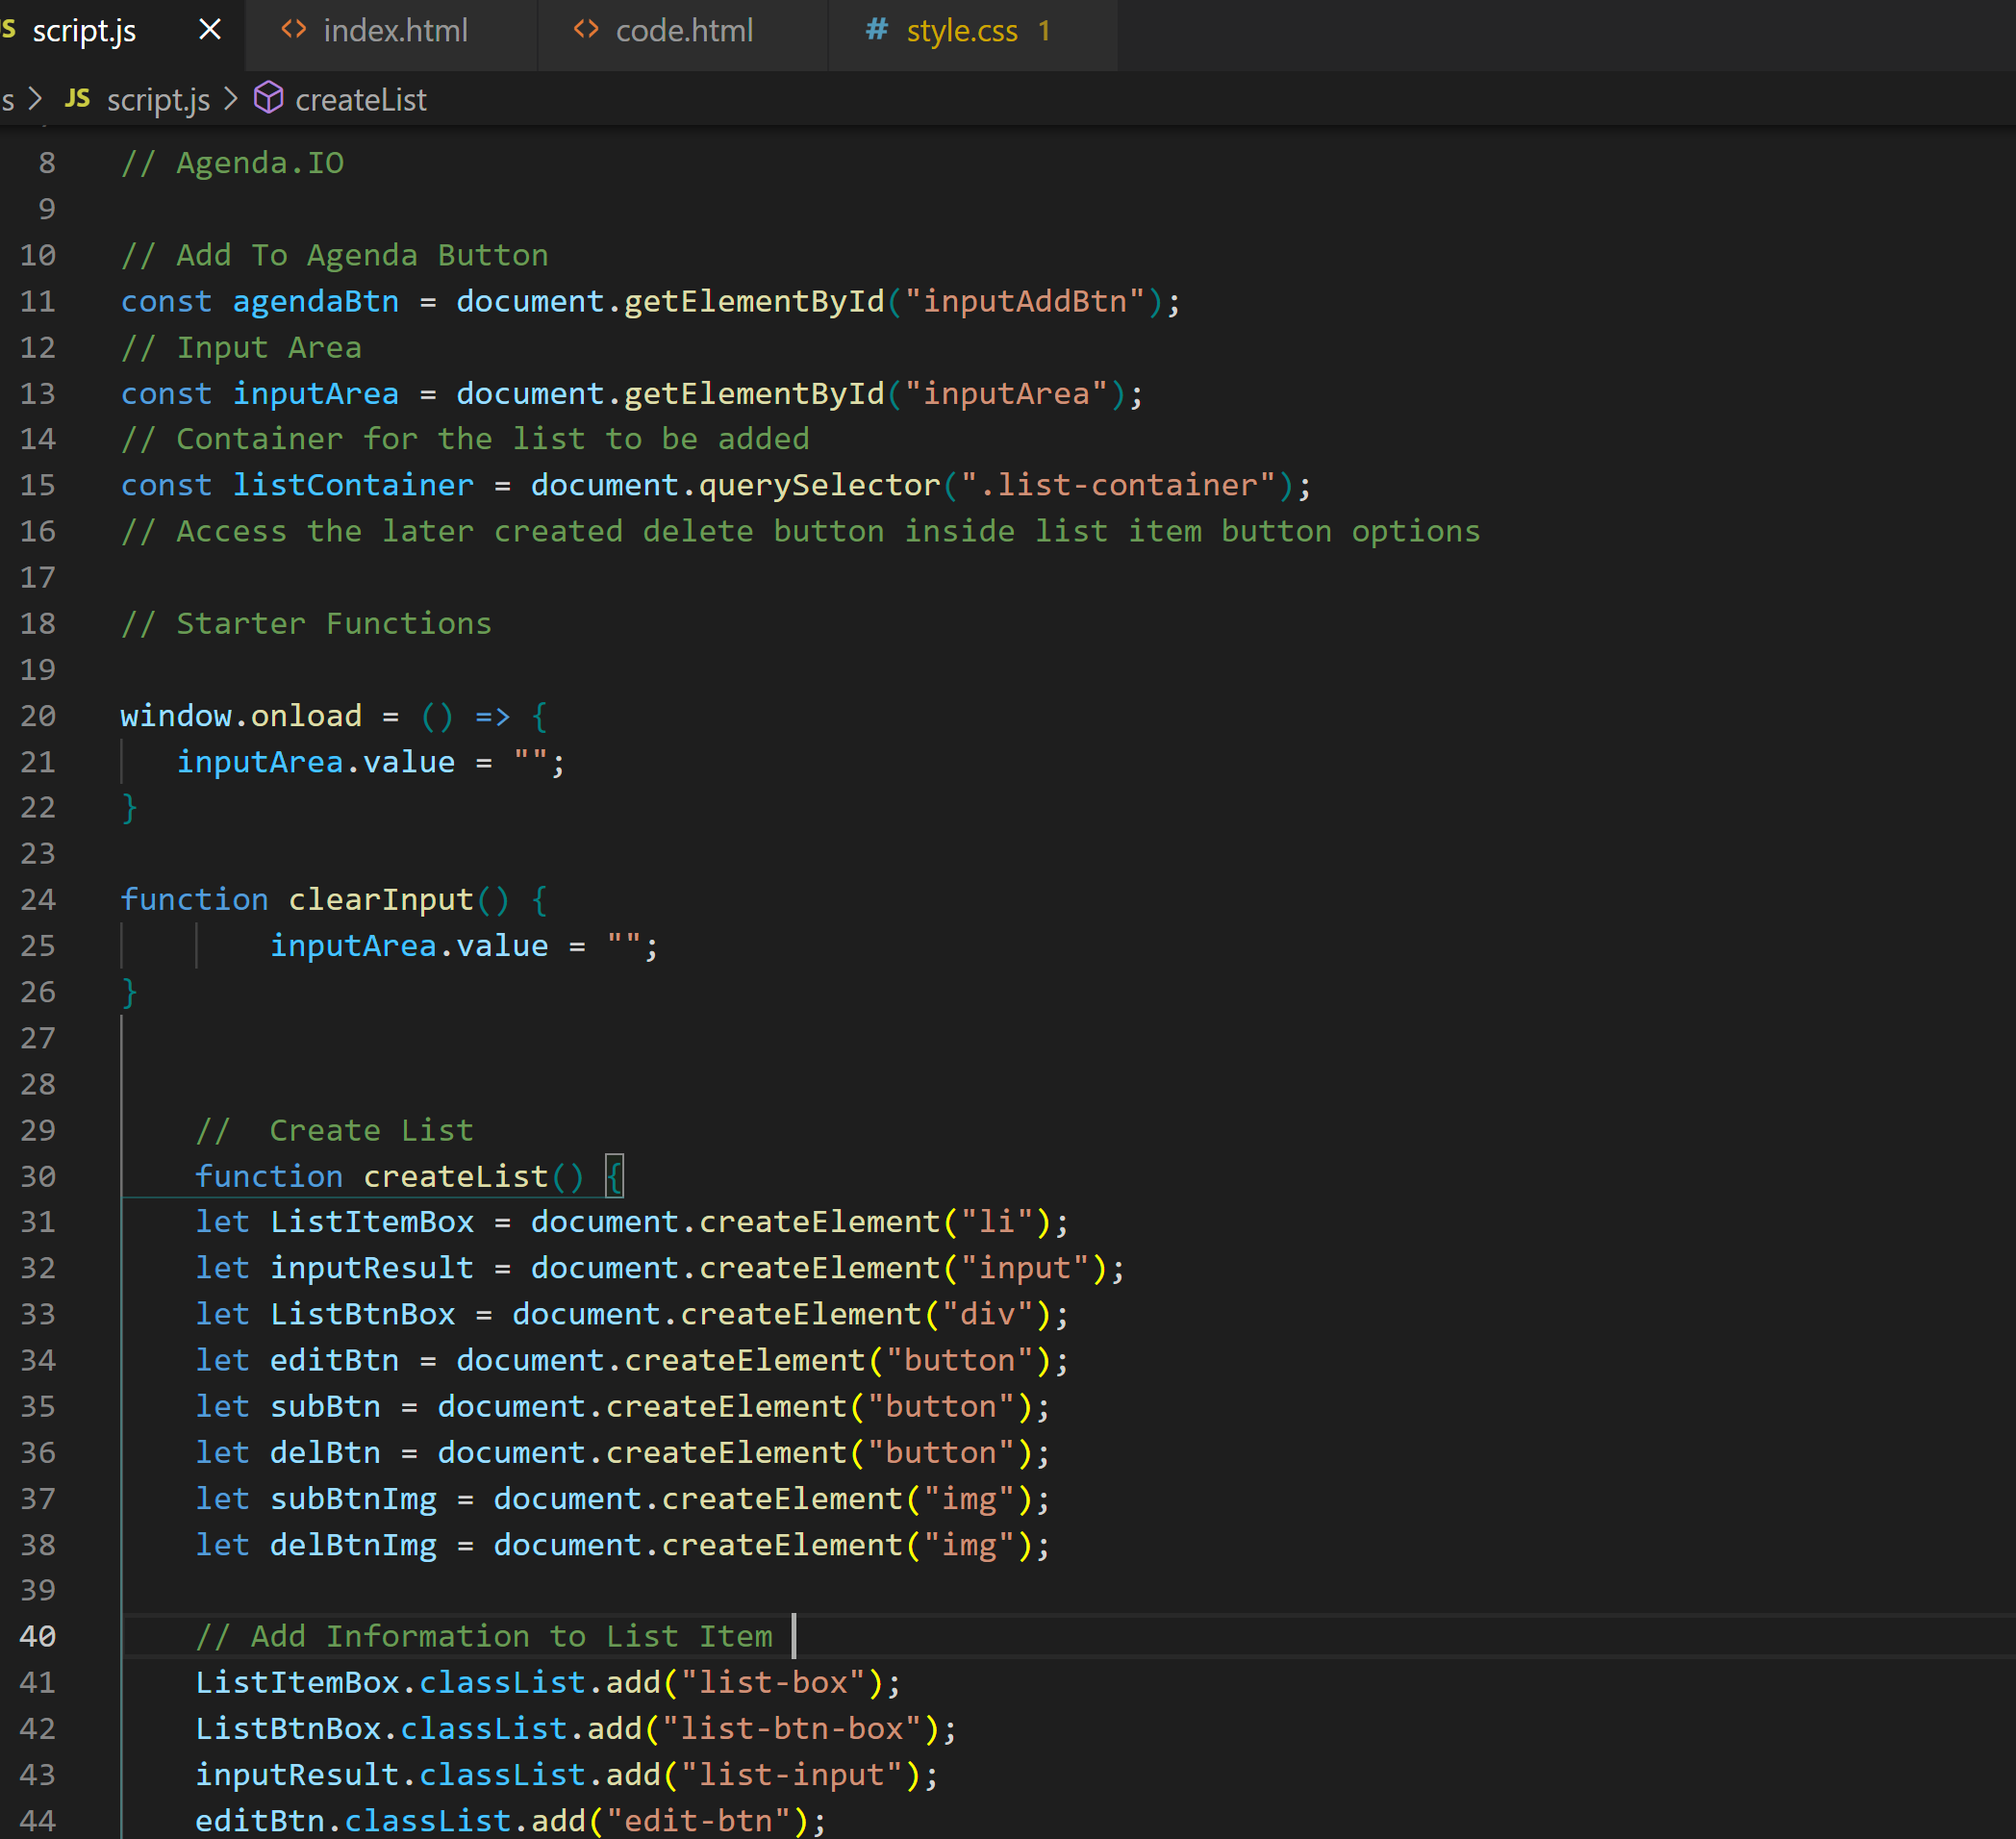 JS script.js × <> index.html <> code.html # style.css 1
s > JS script.js > createList
8 // Agenda.IO
9
10 // Add To Agenda Button
11 const agendaBtn = document.getElementById("inputAddBtn");
12 // Input Area
13 const inputArea = document.getElementById("inputArea");
14 // Container for the list to be added
15 const listContainer = document.querySelector(".list-container");
16 // Access the later created delete button inside list item button options
17
18 // Starter Functions
19
20 window.onload = () => {
21 inputArea.value = "";
22 }
23
24 function clearInput() {
25 inputArea.value = "";
26 }
27
28
29 //  Create List
30 function createList() {
31 let ListItemBox = document.createElement("li");
32 let inputResult = document.createElement("input");
33 let ListBtnBox = document.createElement("div");
34 let editBtn = document.createElement("button");
35 let subBtn = document.createElement("button");
36 let delBtn = document.createElement("button");
37 let subBtnImg = document.createElement("img");
38 let delBtnImg = document.createElement("img");
39
40 // Add Information to List Item
41 ListItemBox.classList.add("list-box");
42 ListBtnBox.classList.add("list-btn-box");
43 inputResult.classList.add("list-input");
44 editBtn.classList.add("edit-btn");